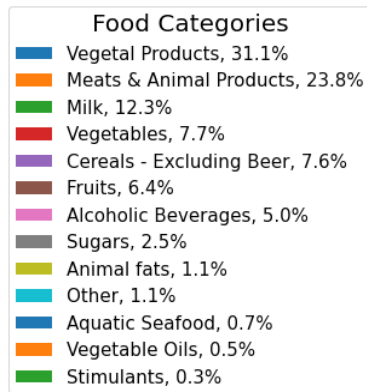 Food Categories
Vegetal Products, 31.1%
Meats & Animal Products, 23.8%
Milk, 12.3%
Vegetables, 7.7%
Cereals - Excluding Beer, 7.6%
Fruits, 6.4%
Alcoholic Beverages, 5.0%
Sugars, 2.5%
Animal fats, 1.1%
Other, 1.1%
Aquatic Seafood, 0.7%
Vegetable Oils, 0.5%
Stimulants, 0.3%